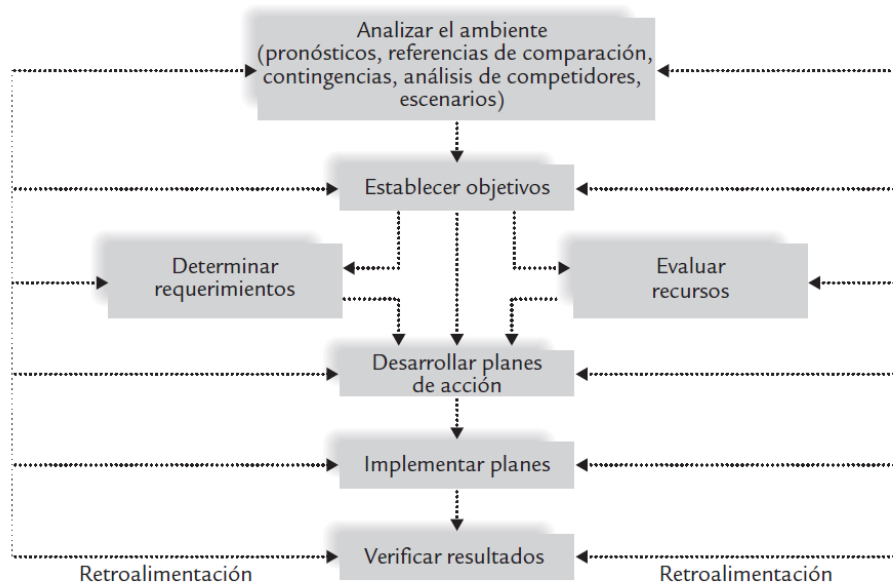 Analizar el ambiente
(pronósticos, referencias de comparación,
contingencias, análisis de competidores,
escenarios)
Establecer objetivos
Determinar
requerimientos
Evaluar
recursos
Desarrollar planes
de acción
Implementar planes
Verificar resultados
Retroalimentación
Retroalimentación